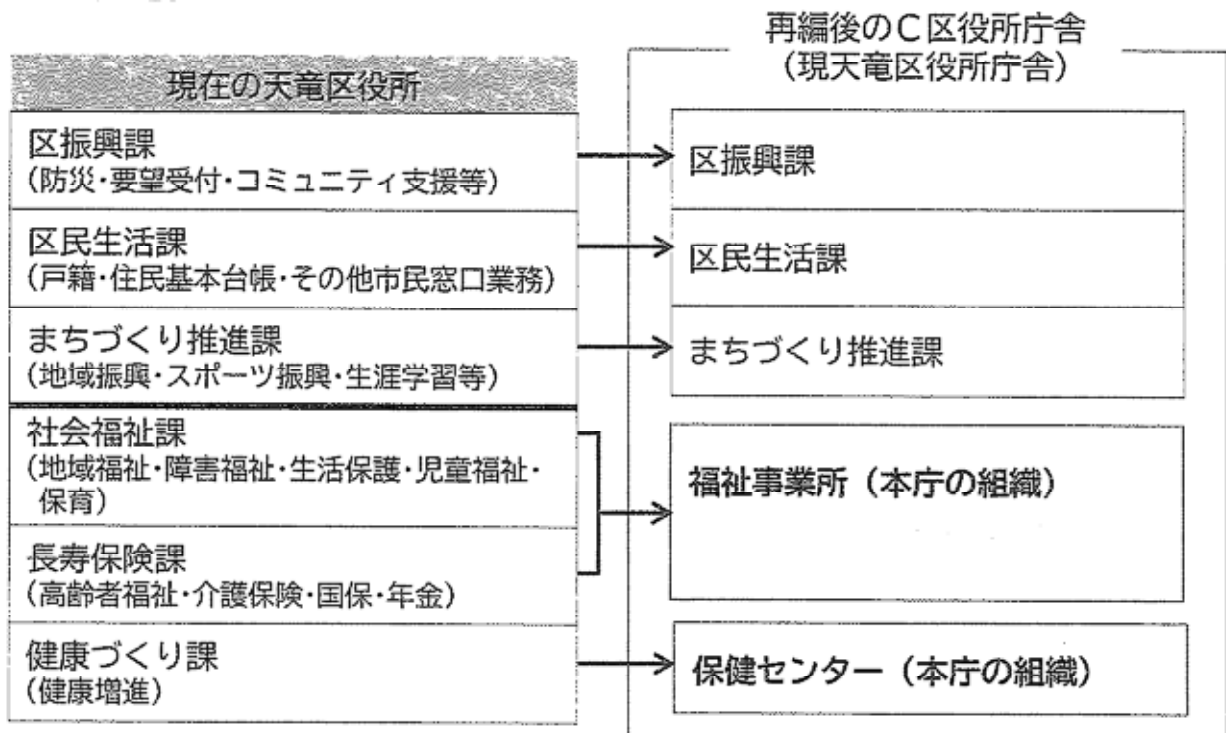 再編後のC区役所庁舎
(現天竜区役所庁舎)
現在の天竜区役所
区振興課
(防災・要望受付・コミュニティ支援等)
区民生活課
(戸籍・住民基本台帳・その他市民窓口業務)
まちづくり推進課
(地域振興・スポーツ振興・生涯学習等)
社会福祉課
(地域福祉・障害福祉・生活保護・児童福祉・
保育)
長寿保険課
(高齢者福祉・介護保険・国保・年金)
健康づくり課
(健康増進)
区振興課
区民生活課
まちづくり推進課
福祉事業所(本庁の組織)
保健センター(本庁の組織)